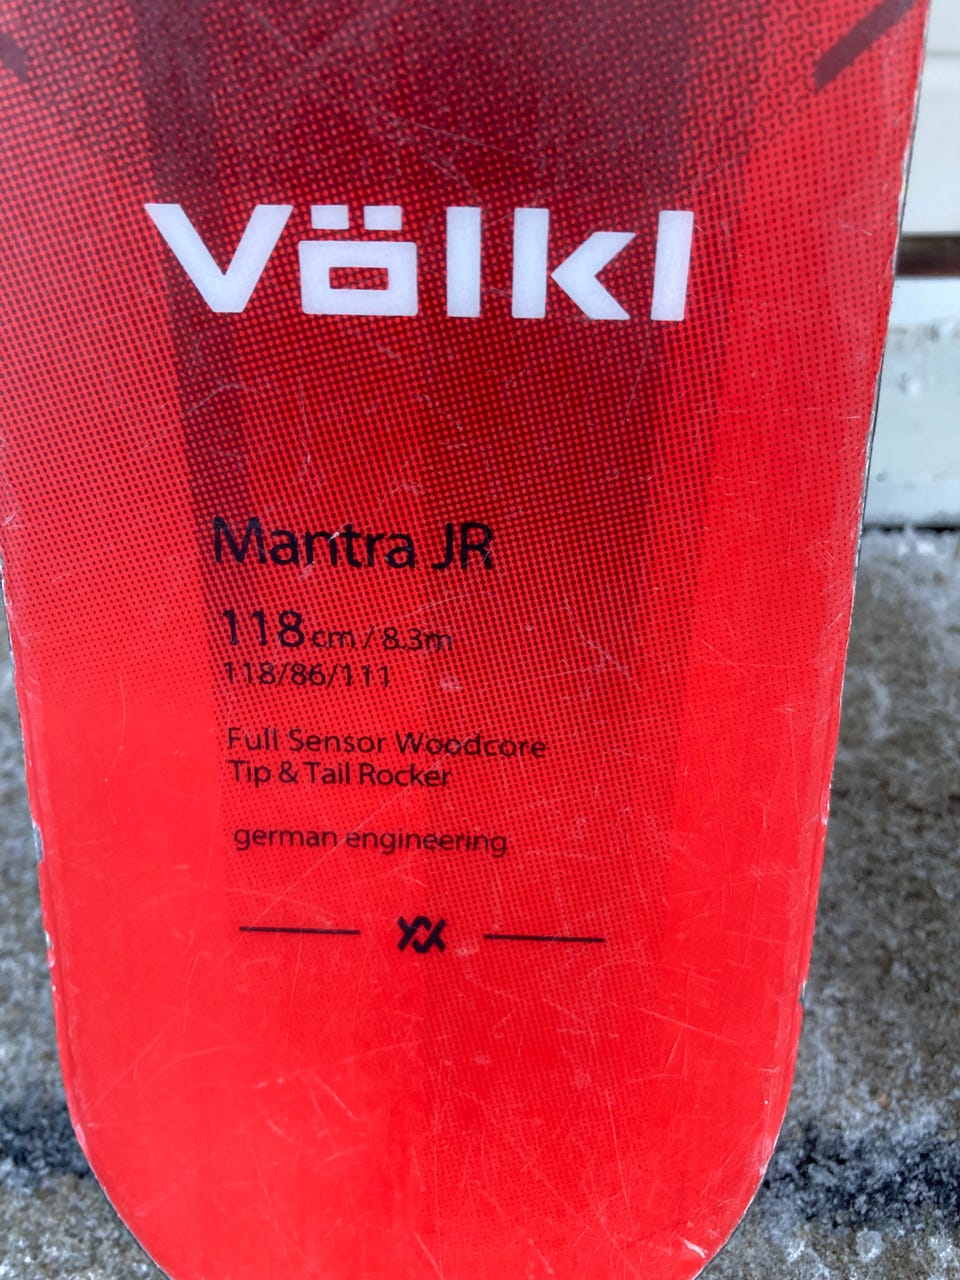 völkl
Mantra JR
118 cm / 8.3m
118/86/111
Full Sensor Woodcore
Tip & Tail Rocker
german engineering